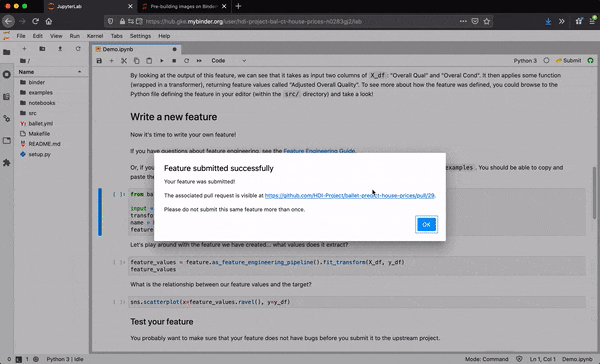 JupyterLab
Pre-building images on Binder
https://hub.gke.mybinder.org/user/hdi-project-bal-ct-house-prices-n0283gj2/lab
File Edit View Run Kernel Git Tabs Settings Help
Demo.ipynb
Code
Python 3
Submit
Name
binder
examples
notebooks
src
ballet.yml
Makefile
README.md
setup.py
By looking at the output of this feature, we can see that it takes as input two columns of X_df: "Overall Qual" and "Overal Cond". It then applies some function
(wrapped in a transformer), returning feature values called "Adjusted Overall Quality". To see more about how the feature was defined, you could browse to the
Python file defining the feature in your editor (within the src/ directory) and take a look!
Write a new feature
Now it's time to write your own feature!
If you have questions about feature engineering, see the Feature Engineering Guide.
Or, if
examples. You should be able to copy and
paste the
Feature submitted successfully
Your feature was submitted!
The associated pull request is visible at https://github.com/HDI-Project/ballet-predict-house-prices/pull/29.
Please do not submit this same feature more than once.
OK
[ ]: from ba
input =
transfo
name =
feature
Let's play around with the feature we have created... what values does it extract?
[ ]: feature_values = feature.as_feature_engineering_pipeline().fit_transform(X_df, y_df)
feature_values
What is the relationship between our feature values and the target?
[ ]: sns.scatterplot(x=feature_values.ravel(), y=y_df)
Test your feature
You probably want to make sure that your feature does not have bugs before you submit it to the upstream project.
0 1 Python 3 | Idle
Mode: Command
Ln 1, Col 1
Demo.ipynb